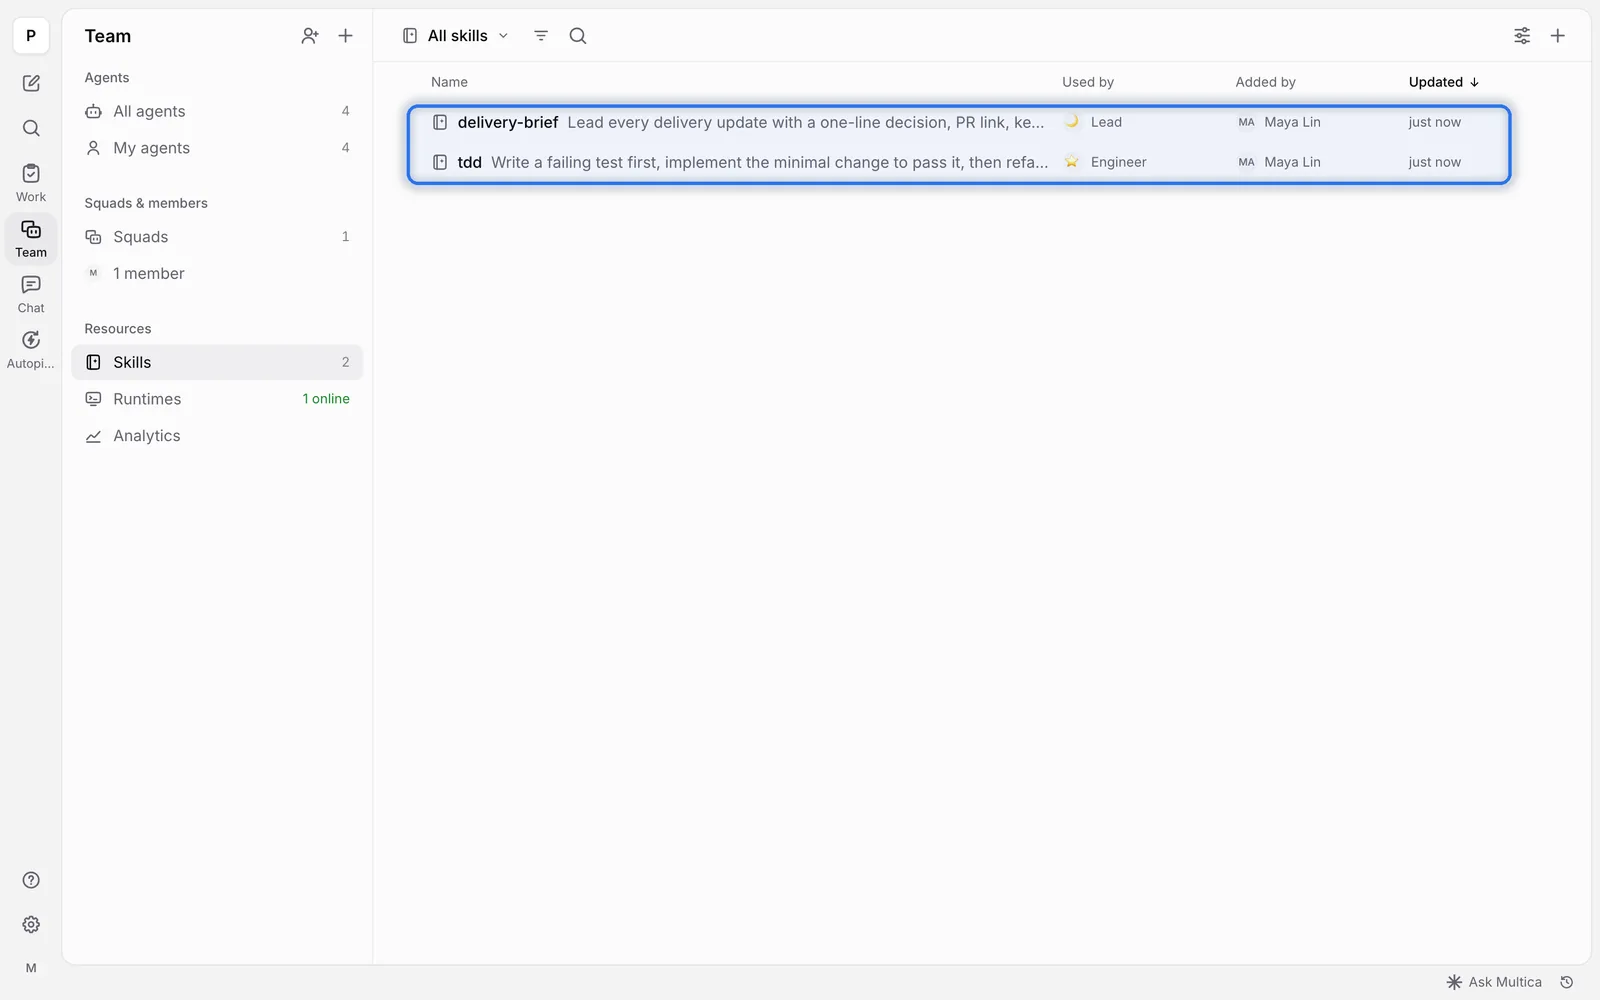 P
Work
Team
Chat
Autopi...
M
Team
Agents
All agents 4
My agents 4
Squads & members
Squads 1
M 1 member
Resources
Skills 2
Runtimes 1 online
Analytics
All skills
Name Used by Added by Updated ↓
delivery-brief Lead every delivery update with a one-line decision, PR link, ke... Lead MA Maya Lin just now
tdd Write a failing test first, implement the minimal change to pass it, then refa... Engineer MA Maya Lin just now
Ask Multica